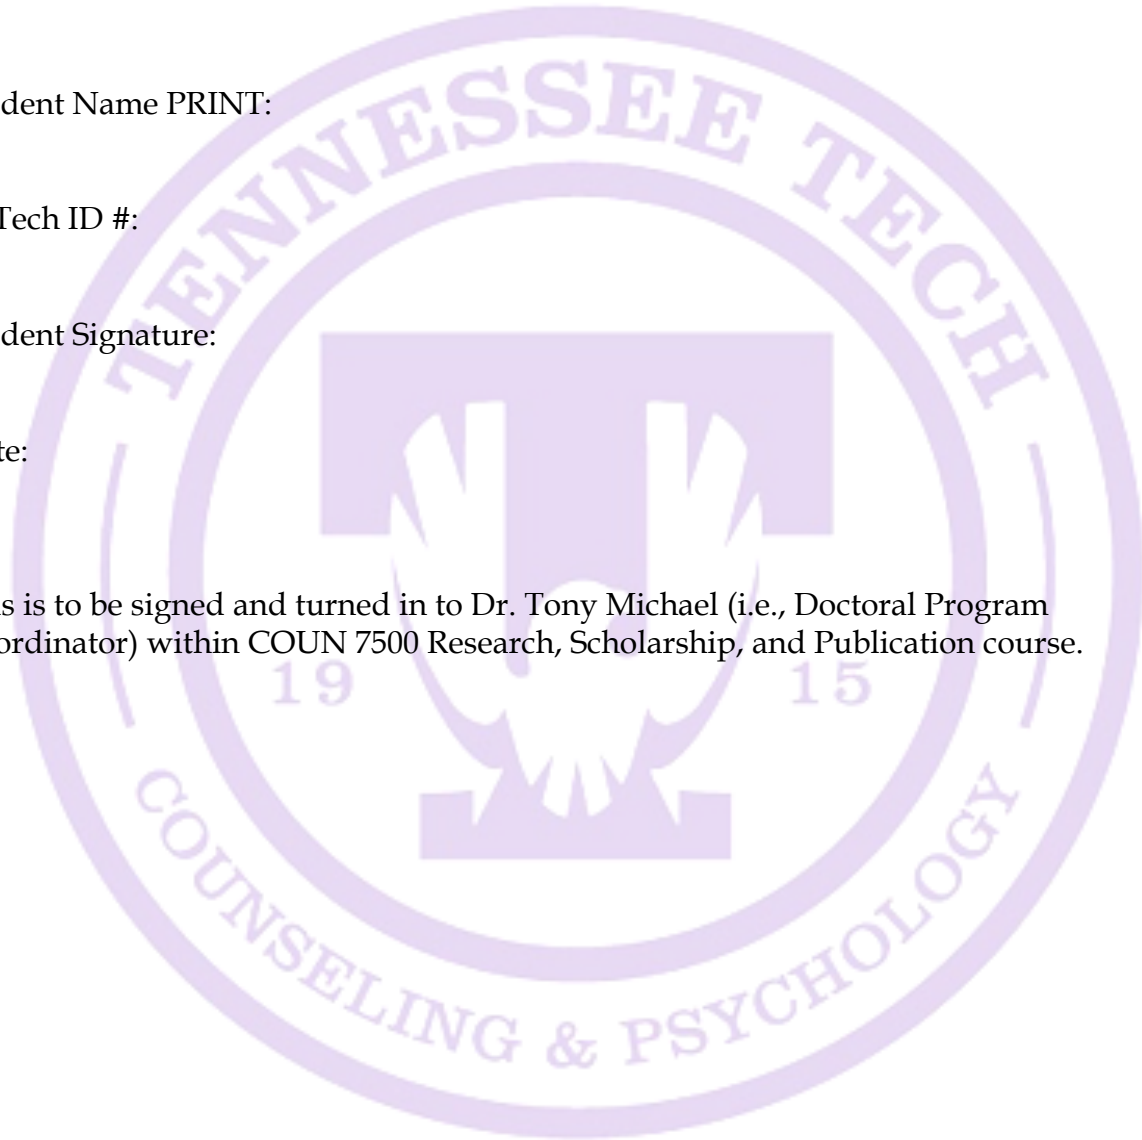 dent Name PRINT:
Tech ID #:
dent Signature:
te:
s is to be signed and turned in to Dr. Tony Michael (i.e., Doctoral Program
ordinator) within COUN 7500 Research, Scholarship, and Publication course.
TENNESSEE TECH
19 15
COUNSELING & PSYCHOLOGY